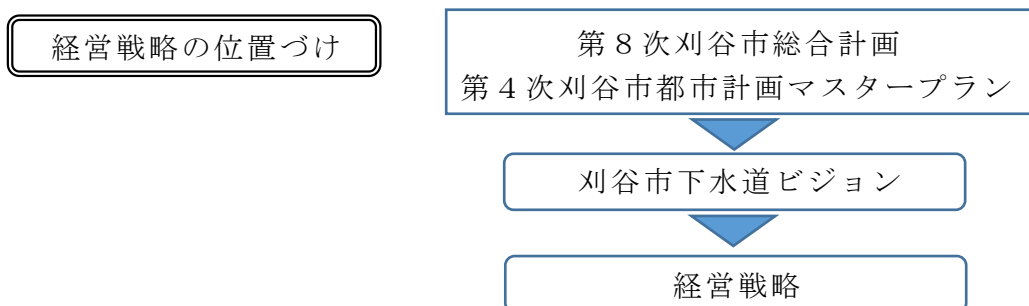 経営戦略の位置づけ
第８次刈谷市総合計画
第４次刈谷市都市計画マスタープラン
刈谷市下水道ビジョン
経営戦略